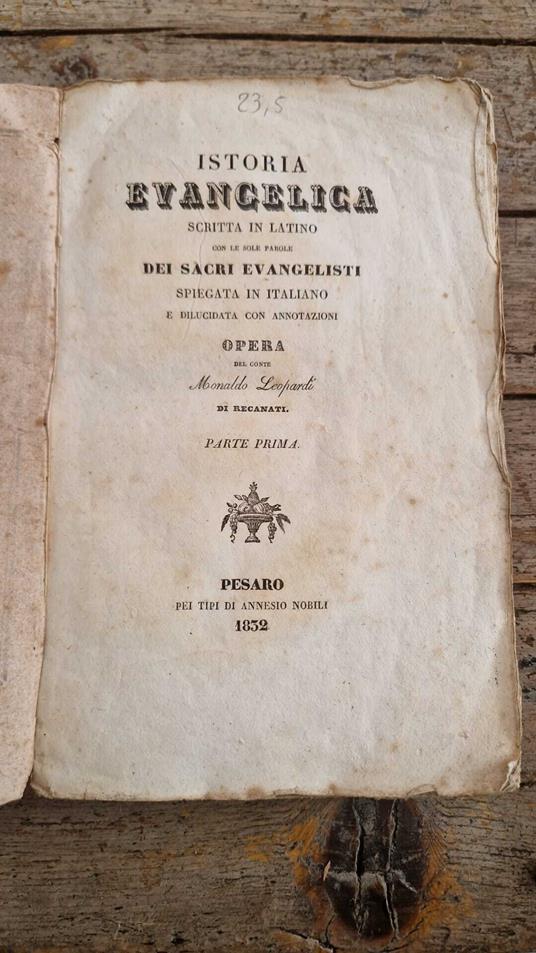 23,5
ISTORIA
EVANGELICA
SCRITTA IN LATINO
CON LE SOLE PAROLE
DEI SACRI EVANGELISTI
SPIEGATA IN ITALIANO
E DILUCIDATA CON ANNOTAZIONI
OPERA
DEL CONTE
Monaldo Leopardi
DI RECANATI.
PARTE PRIMA.
PESARO
PEI TIPI DI ANNESIO NOBILI
1832